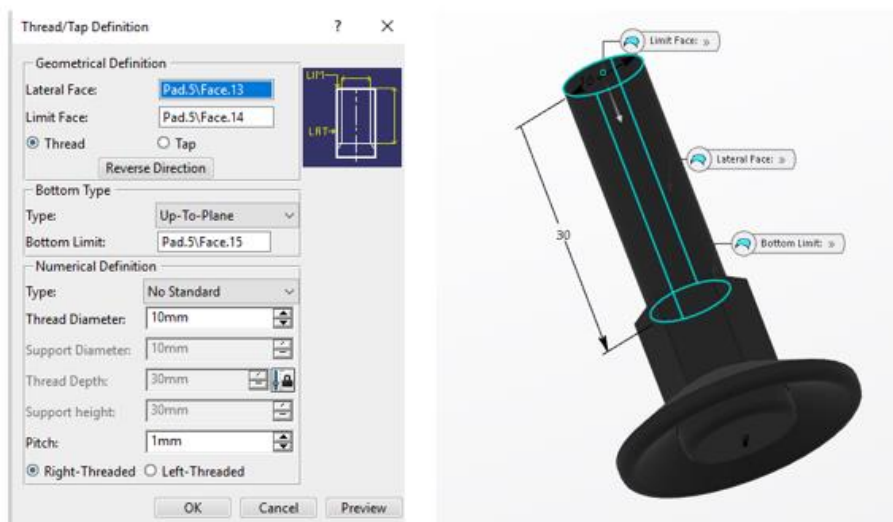 Thread/Tap Definition ? ×
Geometrical Definition
Lateral Face: Pad.5\Face.13
Limit Face: Pad.5\Face.14
Thread Tap
Reverse Direction
LIM
LAT
Bottom Type
Type: Up-To-Plane
Bottom Limit: Pad.5\Face.15
Numerical Definition
Type: No Standard
Thread Diameter: 10mm
Support Diameter: 10mm
Thread Depth: 30mm
Support height: 30mm
Pitch: 1mm
Right-Threaded Left-Threaded
OK Cancel Preview
Limit Face: »
Lateral Face: »
Bottom Limit: »
30